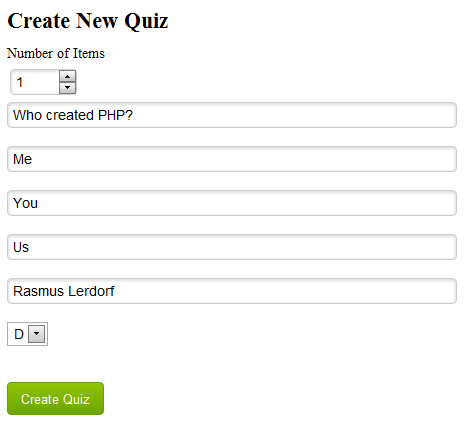 Create New Quiz
Number of Items
1
Who created PHP?
Me
You
Us
Rasmus Lerdorf
D
Create Quiz